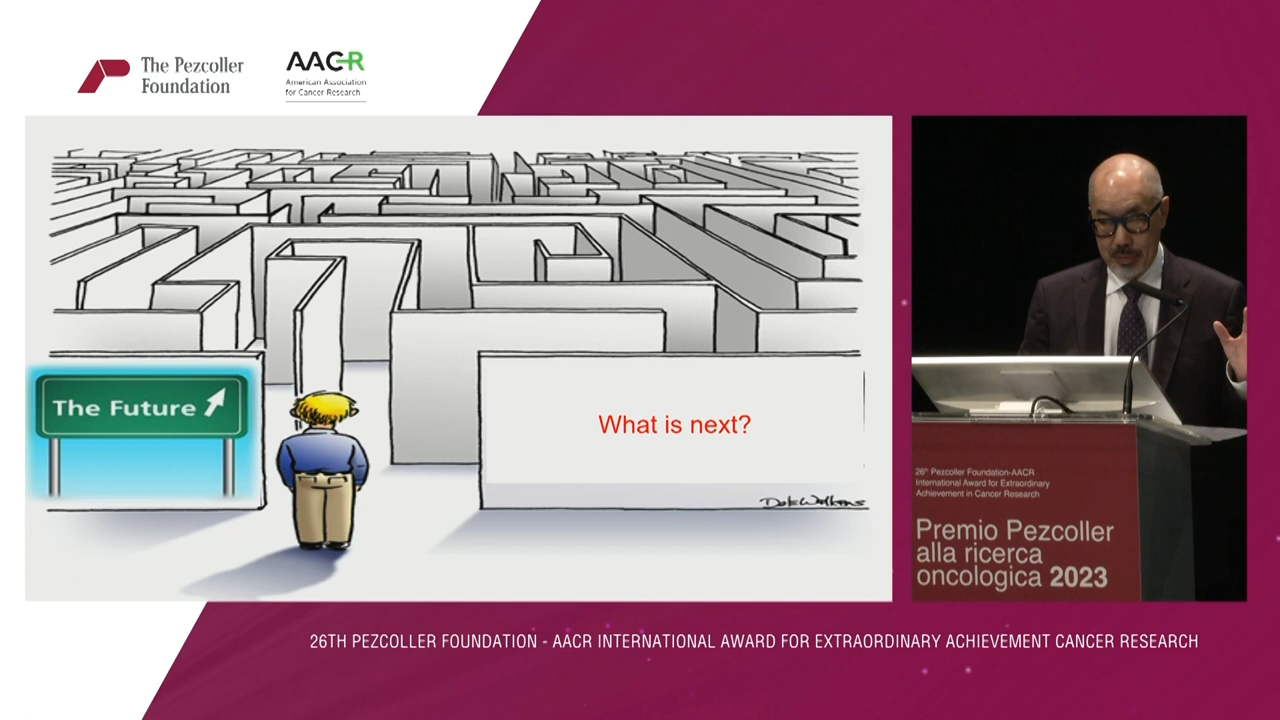 The Pezcoller
Foundation
AACR
American Association
for Cancer Research
The Future
What is next?
26th Pezcoller Foundation-AACR
International Award for Extraordinary
Achievement in Cancer Research
Premio Pezcoller
alla ricerca
oncologica 2023
26TH PEZCOLLER FOUNDATION - AACR INTERNATIONAL AWARD FOR EXTRAORDINARY ACHIEVEMENT CANCER RESEARCH